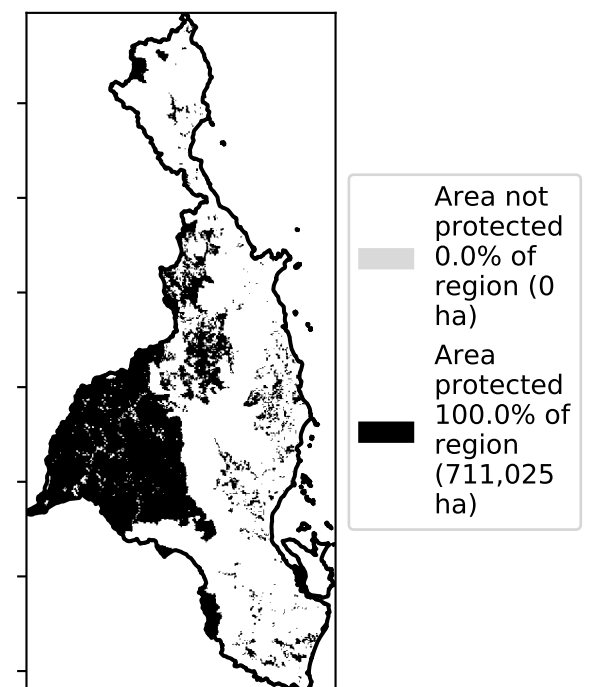 Area not
protected
0.0% of
region (0
ha)
Area
protected
100.0% of
region
(711,025
ha)